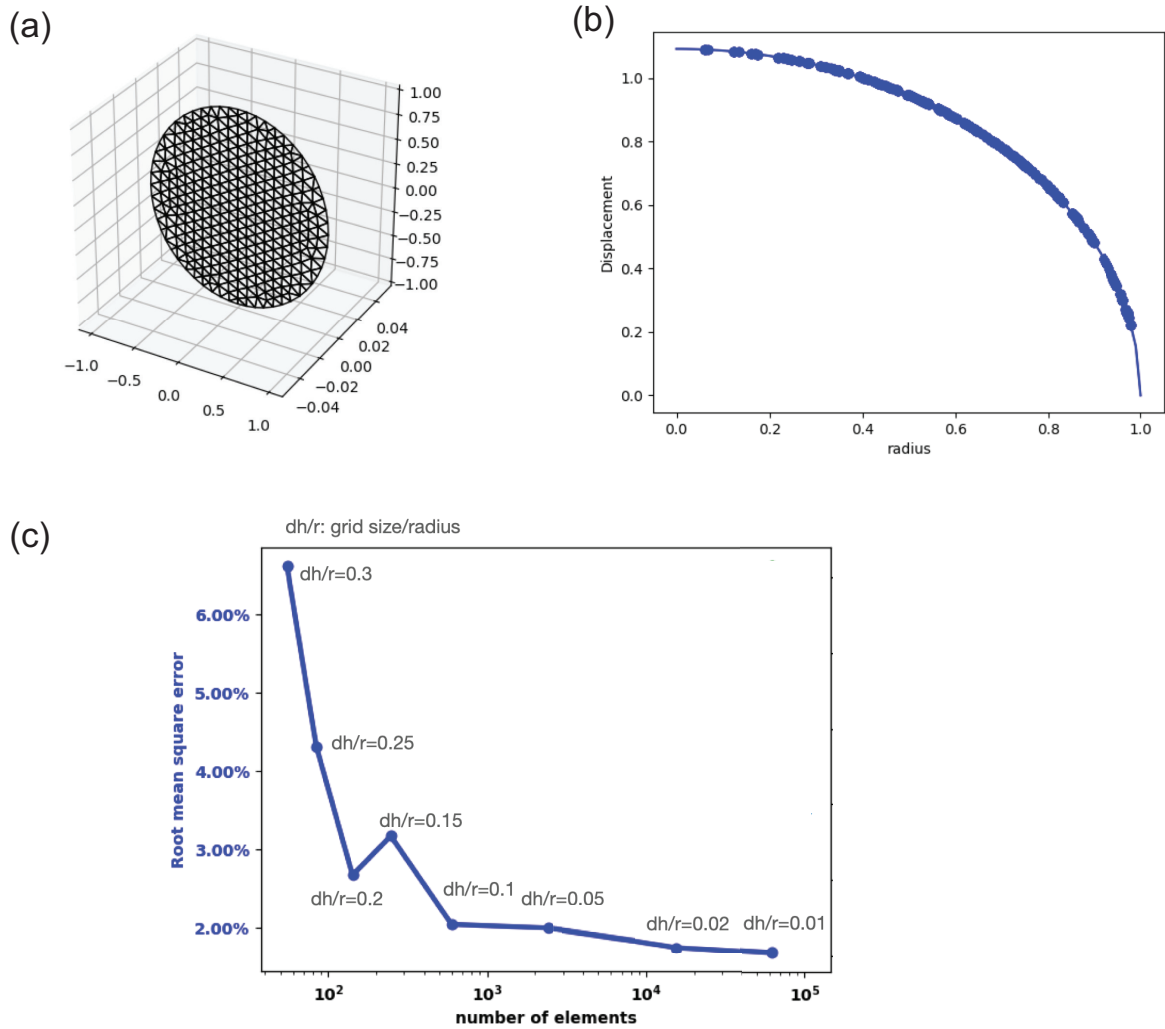 (a)
1.00
0.75
0.50
0.25
0.00
−0.25
−0.50
−0.75
−1.00
0.04
0.02
0.00
−0.02
−0.04
−1.0
−0.5
0.0
0.5
1.0
(b)
Displacement
1.0
0.8
0.6
0.4
0.2
0.0
0.0 0.2 0.4 0.6 0.8 1.0
radius
(c)
dh/r: grid size/radius
Root mean square error
6.00%
5.00%
4.00%
3.00%
2.00%
dh/r=0.3
dh/r=0.25
dh/r=0.15
dh/r=0.2
dh/r=0.1
dh/r=0.05
dh/r=0.02
dh/r=0.01
10² 10³ 10⁴ 10⁵
number of elements